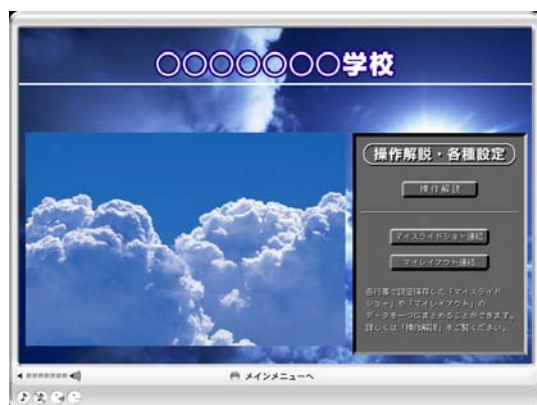 ○○○○○○○学校
操作解説・各種設定
操作解説
マイスライドショー連結
マイレイアウト連結
各行事で設定保存した「マイスライド
ショー」や「マイレイアウト」の
データを一つにまとめることができます。
詳しくは「操作解説」をご覧ください。
メインメニューへ